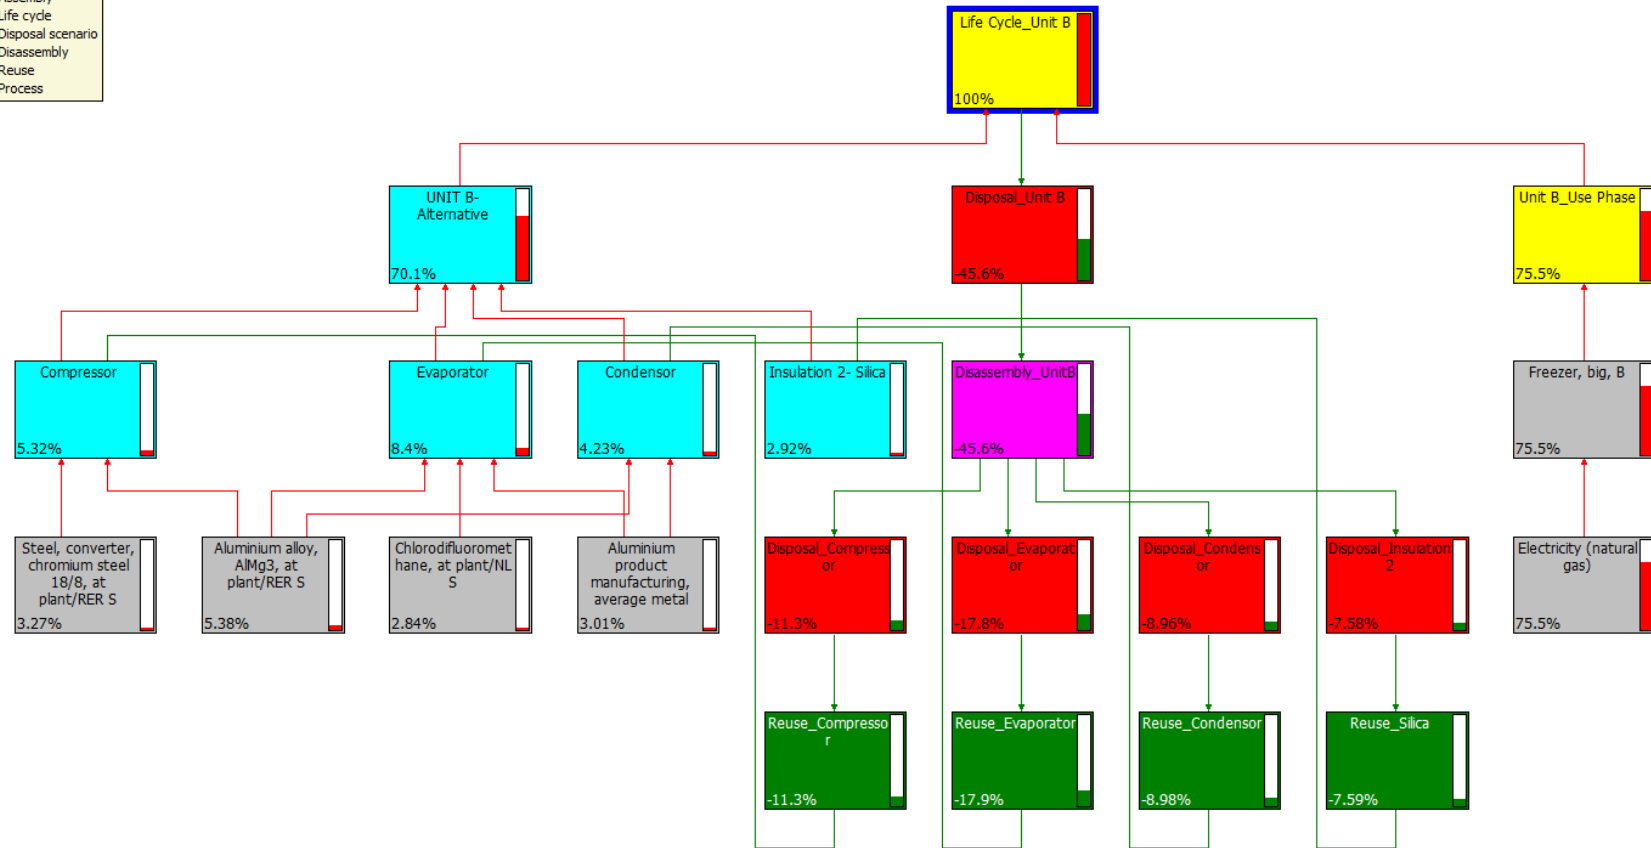 Assembly
Life cycle
Disposal scenario
Disassembly
Reuse
Process
Life Cycle_Unit B
100%
UNIT B-
Alternative
70.1%
Disposal_Unit B
-45.6%
Unit B_Use Phase
75.5%
Compressor
5.32%
Evaporator
8.4%
Condensor
4.23%
Insulation 2- Silica
2.92%
Disassembly_UnitB
-45.6%
Freezer, big, B
75.5%
Steel, converter,
chromium steel
18/8, at
plant/RER S
3.27%
Aluminium alloy,
AlMg3, at
plant/RER S
5.38%
Chlorodifluoromet
hane, at plant/NL
S
2.84%
Aluminium
product
manufacturing,
average metal
3.01%
Disposal_Compress
or
-11.3%
Disposal_Evaporat
or
-17.8%
Disposal_Condens
or
-8.96%
Disposal_Insulation
2
-7.58%
Electricity (natural
gas)
75.5%
Reuse_Compresso
r
-11.3%
Reuse_Evaporator
-17.9%
Reuse_Condensor
-8.98%
Reuse_Silica
-7.59%